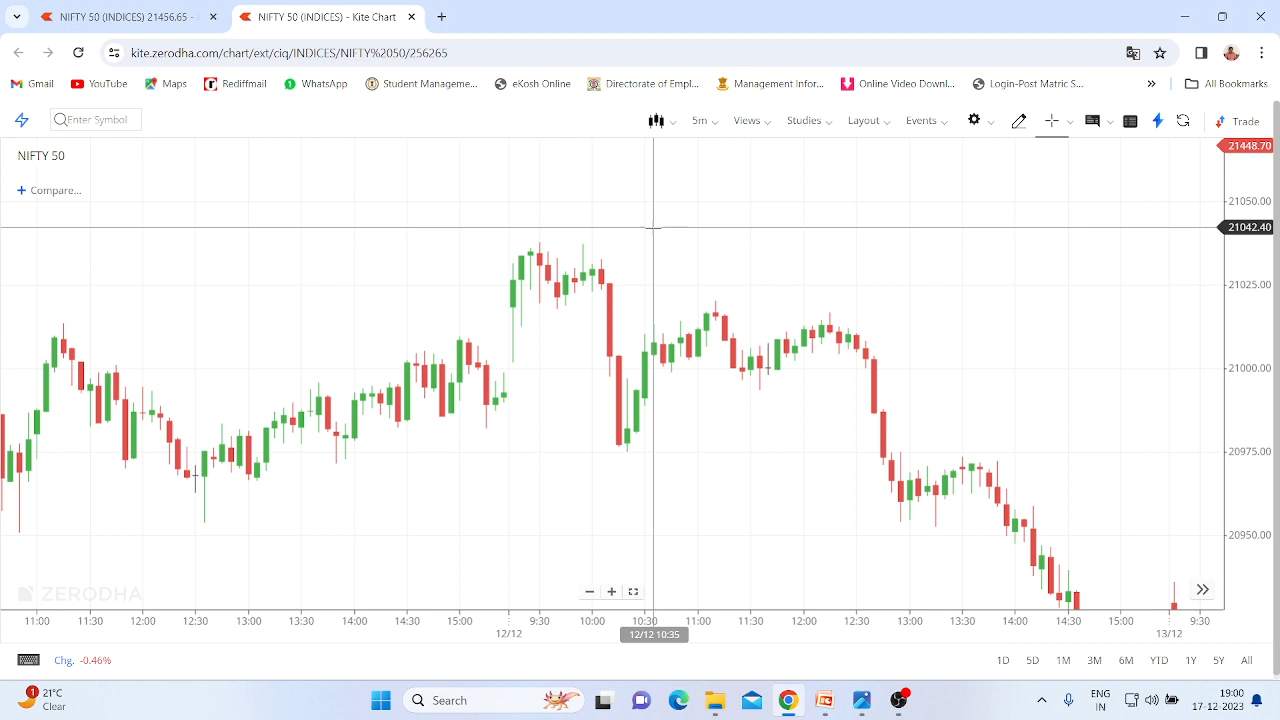 NIFTY 50 (INDICES) 21456.65 -
NIFTY 50 (INDICES) - Kite Chart
kite.zerodha.com/chart/ext/ciq/INDICES/NIFTY%2050/256265
Gmail YouTube Maps Rediffmail WhatsApp Student Manageme... eKosh Online Directorate of Empl... Management Infor... Online Video Downl... Login-Post Matric S... » All Bookmarks
Enter Symbol 5m Views Studies Layout Events Trade
NIFTY 50
21448.70
Compare...
21050.00
21042.40
21025.00
21000.00
20975.00
20950.00
ZERODHA
11:00 11:30 12:00 12:30 13:00 13:30 14:00 14:30 15:00 9:30 10:00 10:30 11:00 11:30 12:00 12:30 13:00 13:30 14:00 14:30 15:00 9:30
12/12 12/12 10:35 13/12
Chg. -0.46% 1D 5D 1M 3M 6M YTD 1Y 5Y All
1 21°C Clear Search ENG IN 19:00 17-12-2023